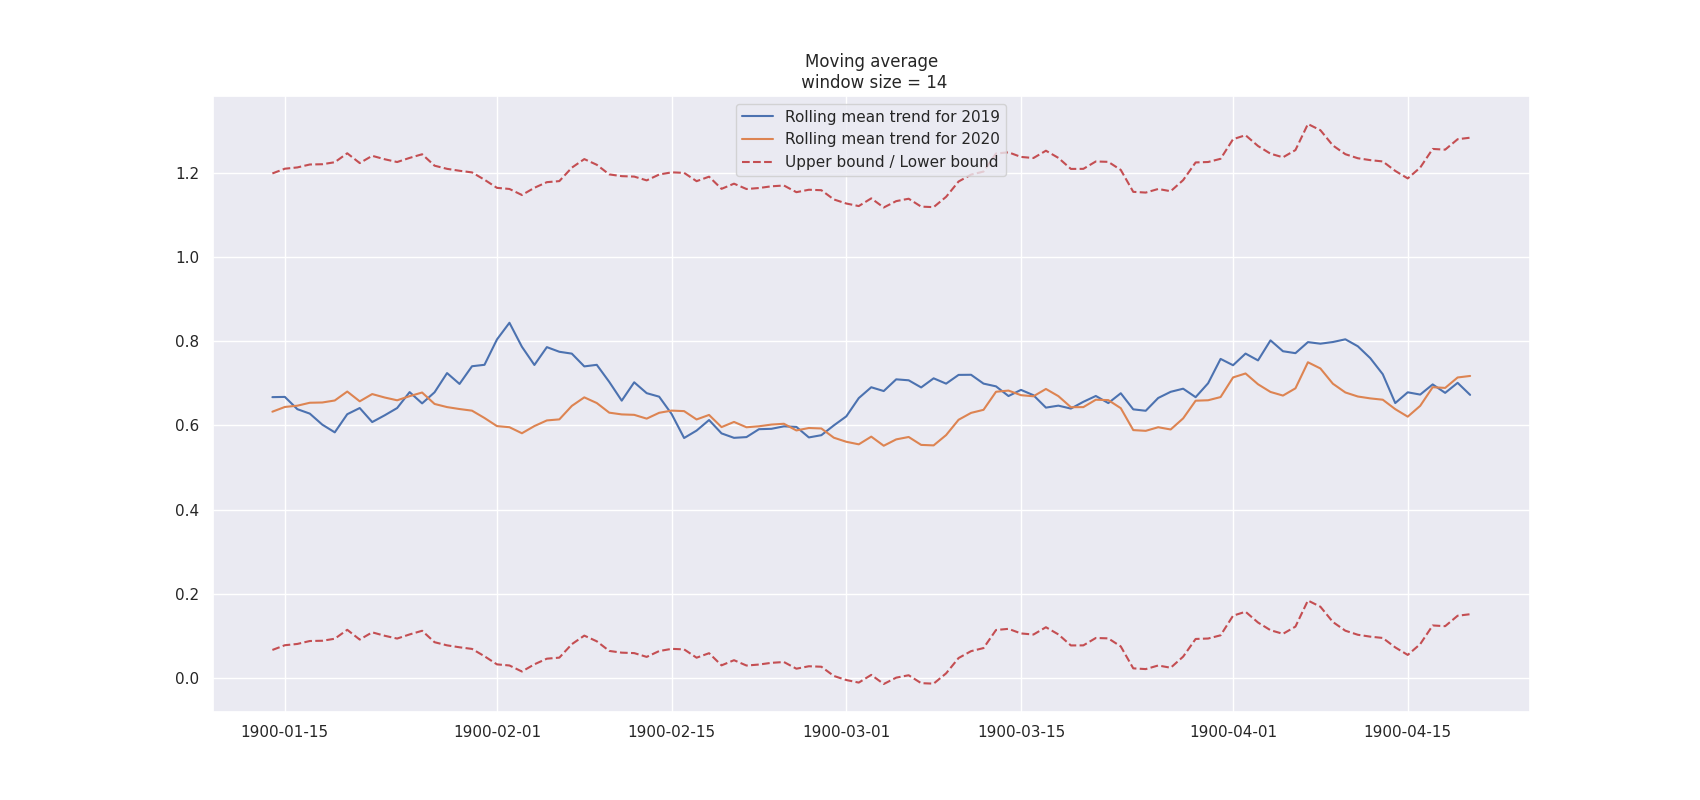 Moving average
window size = 14
Rolling mean trend for 2019
Rolling mean trend for 2020
Upper bound / Lower bound
1.2
1.0
0.8
0.6
0.4
0.2
0.0
1900-01-15
1900-02-01
1900-02-15
1900-03-01
1900-03-15
1900-04-01
1900-04-15